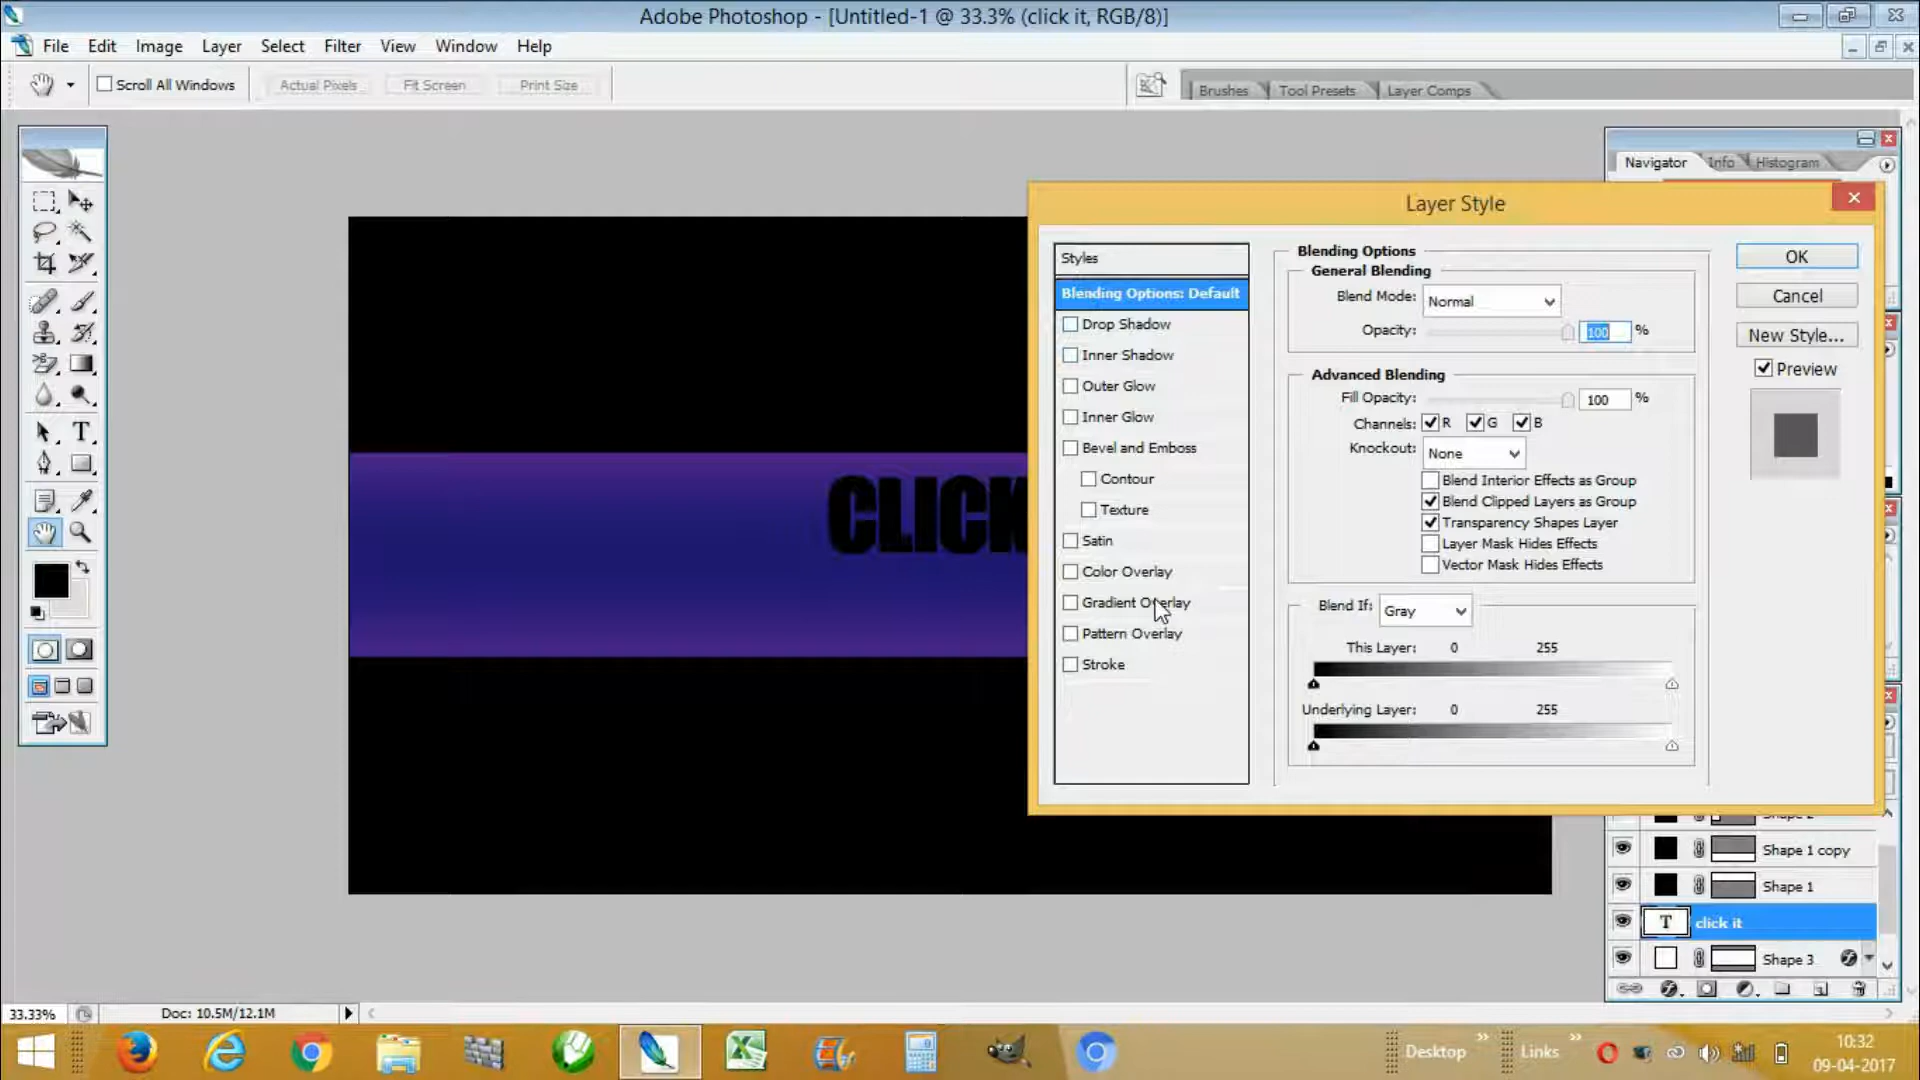 Adobe Photoshop - [Untitled-1 @ 33.3% (click it, RGB/8)]
File Edit Image Layer Select Filter View Window Help
Scroll All Windows Actual Pixels Fit Screen Print Size Brushes Tool Presets Layer Comps
Navigator Info Histogram
Layer Style
Styles
Blending Options: Default
Drop Shadow
Inner Shadow
Outer Glow
Inner Glow
Bevel and Emboss
Contour
Texture
Satin
Color Overlay
Gradient Overlay
Pattern Overlay
Stroke
Blending Options
General Blending
Blend Mode: Normal
Opacity: 100 %
Advanced Blending
Fill Opacity: 100 %
Channels: R G B
Knockout: None
Blend Interior Effects as Group
Blend Clipped Layers as Group
Transparency Shapes Layer
Layer Mask Hides Effects
Vector Mask Hides Effects
Blend If: Gray
This Layer: 0 255
Underlying Layer: 0 255
OK
Cancel
New Style...
Preview
CLICK
T
Shape 1 copy
Shape 1
T click it
Shape 3
33.33% Doc: 10.5M/12.1M
Desktop Links 10:32
09-04-2017